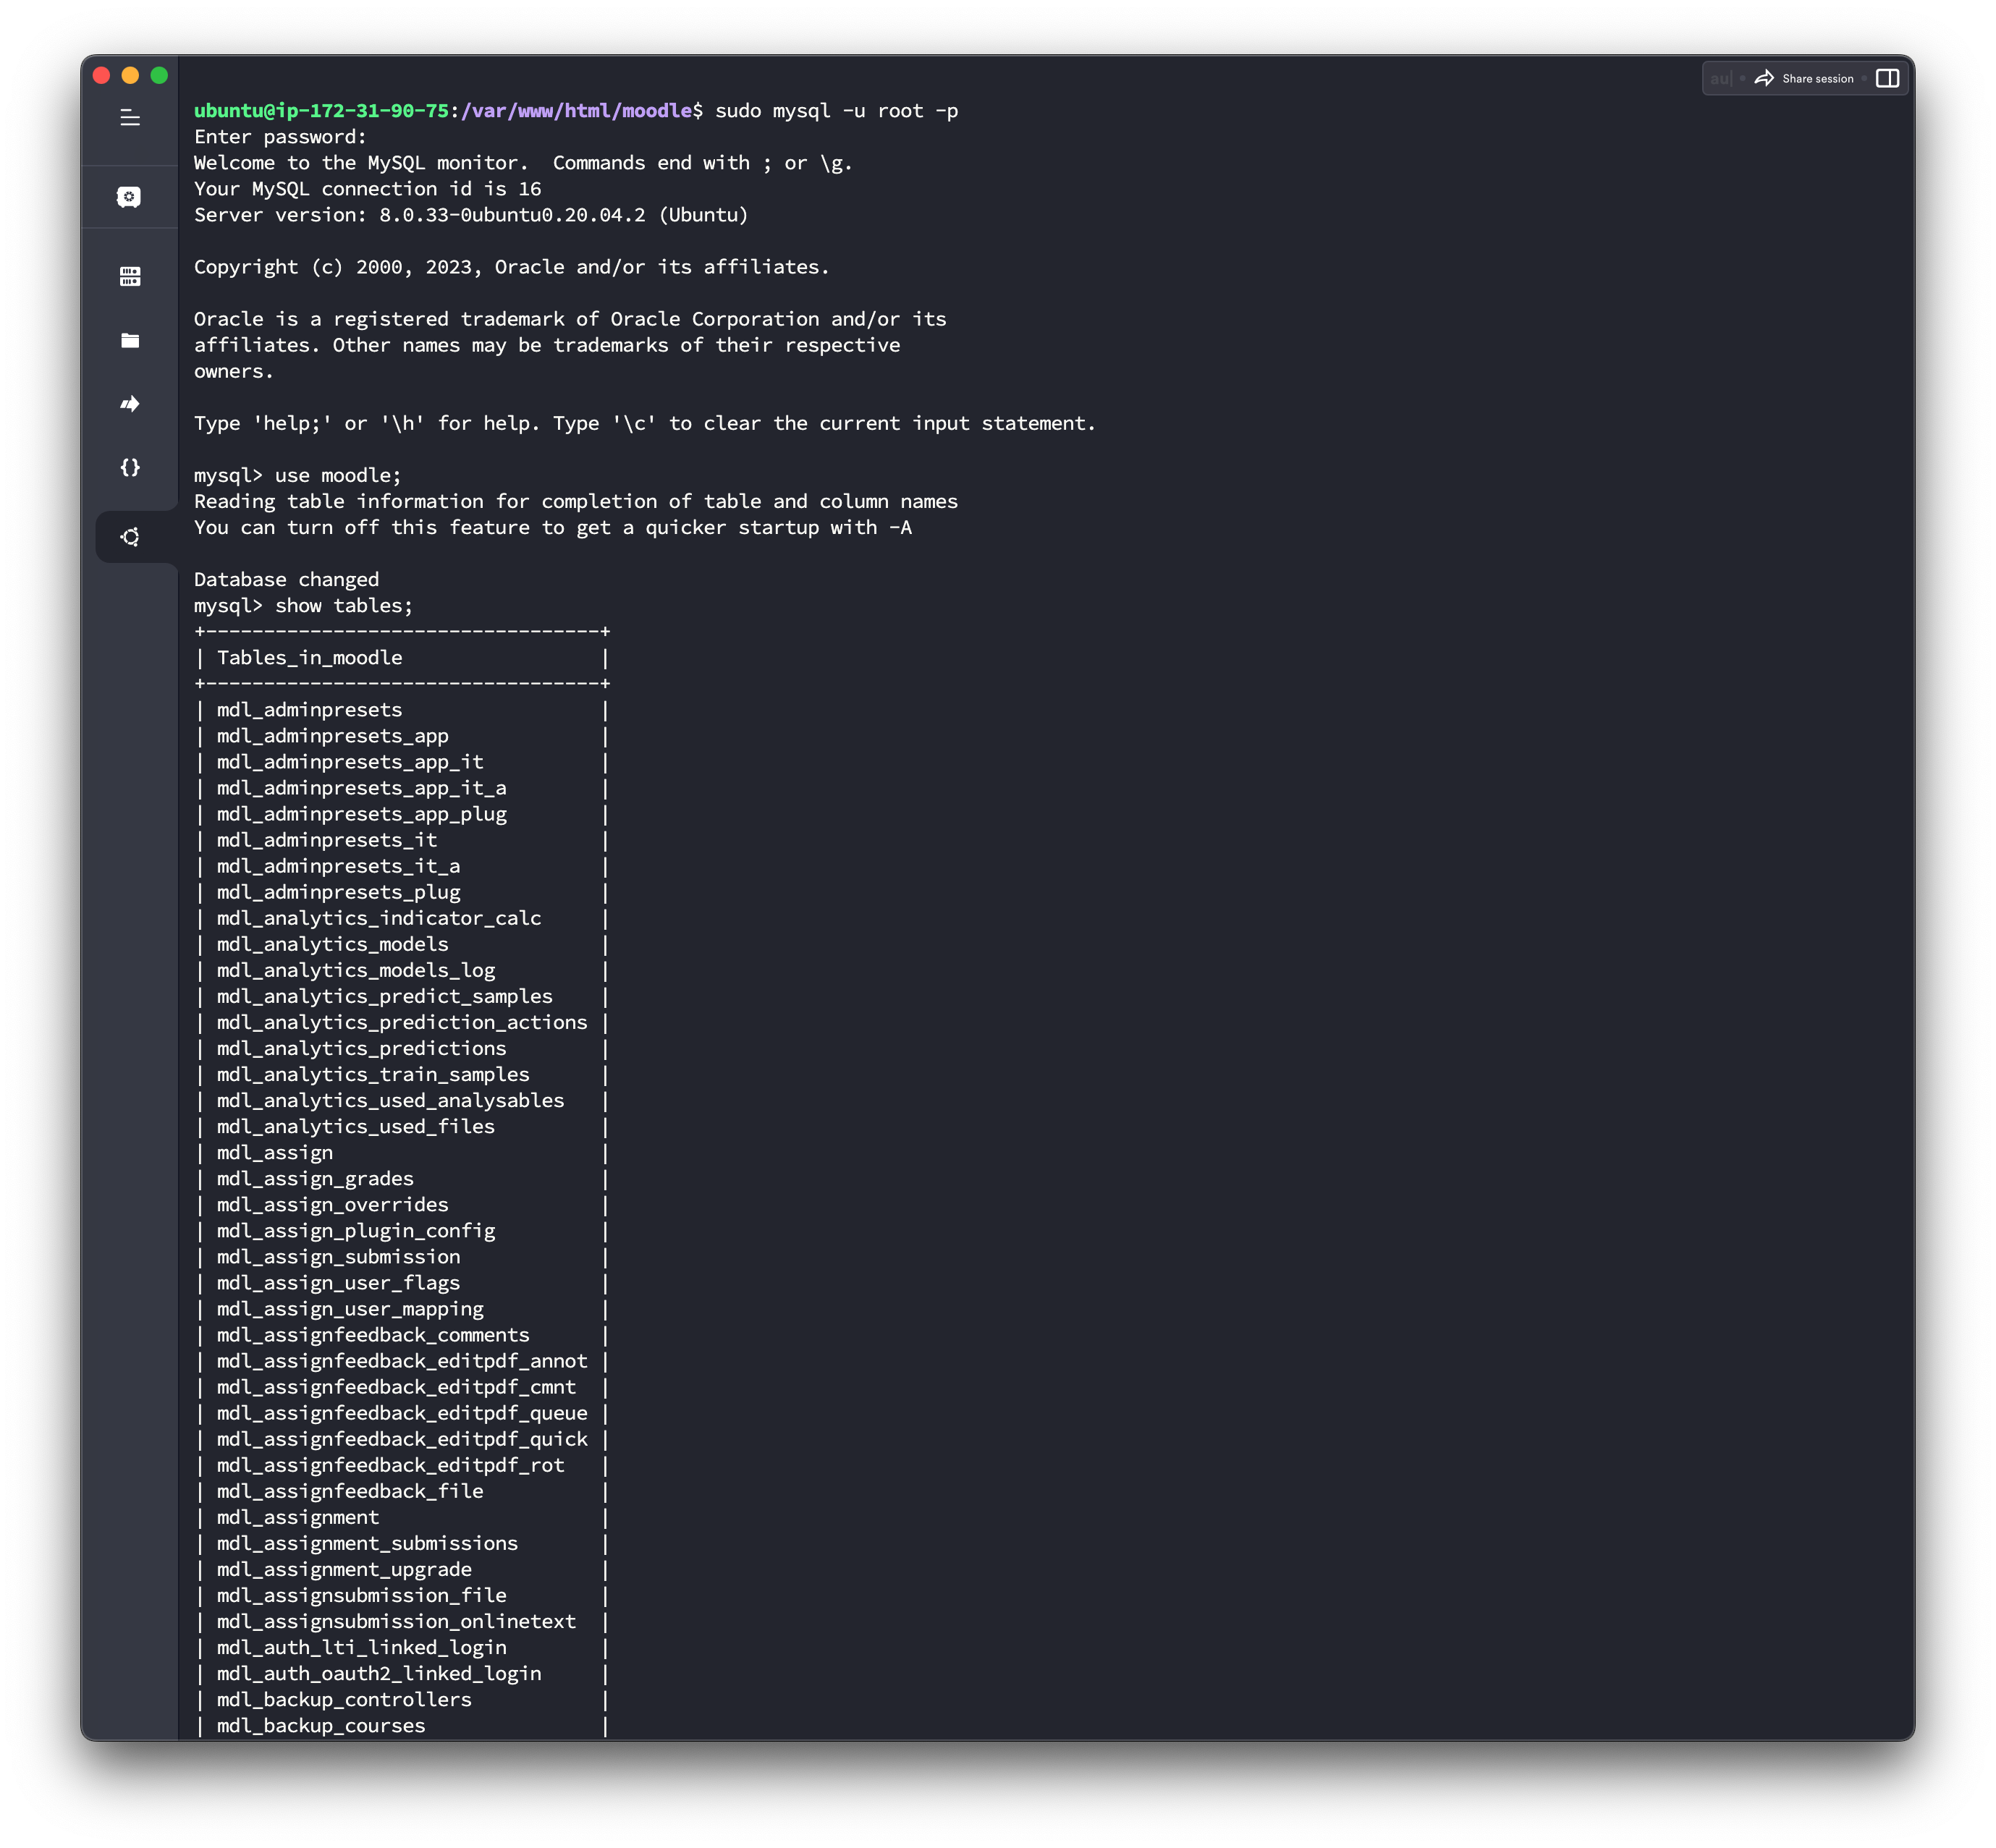 au| • Share session •
ubuntu@ip-172-31-90-75:/var/www/html/moodle$ sudo mysql -u root -p
Enter password:
Welcome to the MySQL monitor.  Commands end with ; or \g.
Your MySQL connection id is 16
Server version: 8.0.33-0ubuntu0.20.04.2 (Ubuntu)

Copyright (c) 2000, 2023, Oracle and/or its affiliates.

Oracle is a registered trademark of Oracle Corporation and/or its
affiliates. Other names may be trademarks of their respective
owners.

Type 'help;' or '\h' for help. Type '\c' to clear the current input statement.

mysql> use moodle;
Reading table information for completion of table and column names
You can turn off this feature to get a quicker startup with -A

Database changed
mysql> show tables;
+----------------------------------+
| Tables_in_moodle                 |
+----------------------------------+
| mdl_adminpresets                 |
| mdl_adminpresets_app             |
| mdl_adminpresets_app_it          |
| mdl_adminpresets_app_it_a        |
| mdl_adminpresets_app_plug        |
| mdl_adminpresets_it              |
| mdl_adminpresets_it_a            |
| mdl_adminpresets_plug            |
| mdl_analytics_indicator_calc     |
| mdl_analytics_models             |
| mdl_analytics_models_log         |
| mdl_analytics_predict_samples    |
| mdl_analytics_prediction_actions |
| mdl_analytics_predictions        |
| mdl_analytics_train_samples      |
| mdl_analytics_used_analysables   |
| mdl_analytics_used_files         |
| mdl_assign                       |
| mdl_assign_grades                |
| mdl_assign_overrides             |
| mdl_assign_plugin_config         |
| mdl_assign_submission            |
| mdl_assign_user_flags            |
| mdl_assign_user_mapping          |
| mdl_assignfeedback_comments      |
| mdl_assignfeedback_editpdf_annot |
| mdl_assignfeedback_editpdf_cmnt  |
| mdl_assignfeedback_editpdf_queue |
| mdl_assignfeedback_editpdf_quick |
| mdl_assignfeedback_editpdf_rot   |
| mdl_assignfeedback_file          |
| mdl_assignment                   |
| mdl_assignment_submissions       |
| mdl_assignment_upgrade           |
| mdl_assignsubmission_file        |
| mdl_assignsubmission_onlinetext  |
| mdl_auth_lti_linked_login        |
| mdl_auth_oauth2_linked_login     |
| mdl_backup_controllers           |
| mdl_backup_courses               |